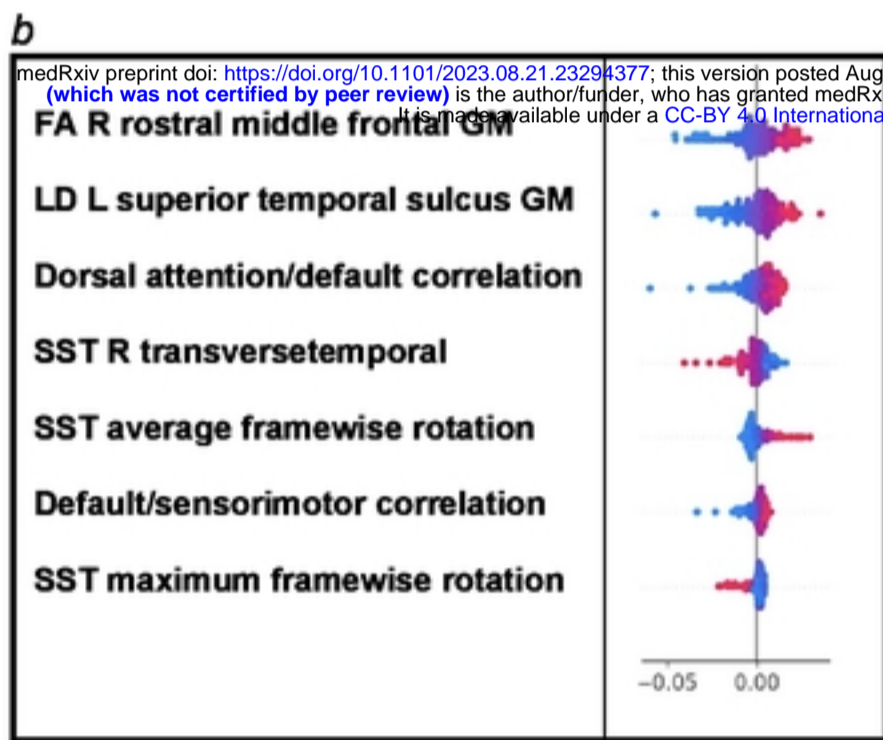 b
medRxiv preprint doi: https://doi.org/10.1101/2023.08.21.23294377; this version posted Aug
(which was not certified by peer review) is the author/funder, who has granted medRx
It is made available under a CC-BY 4.0 Internationa
FA R rostral middle frontal GM
LD L superior temporal sulcus GM
Dorsal attention/default correlation
SST R transversetemporal
SST average framewise rotation
Default/sensorimotor correlation
SST maximum framewise rotation
−0.05 0.00